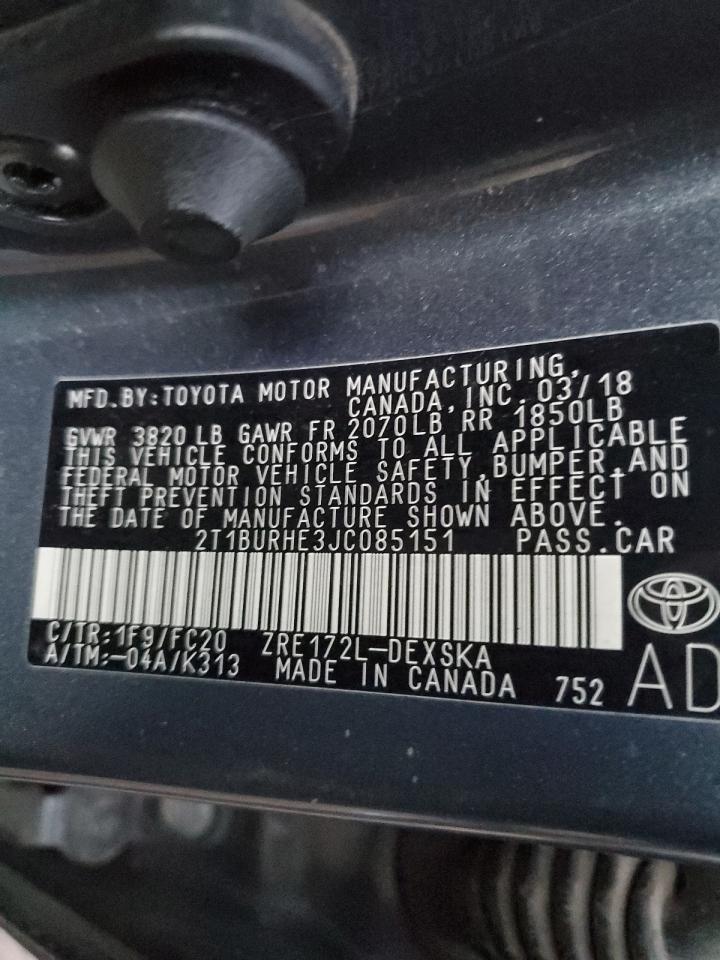 MFD.BY:TOYOTA MOTOR MANUFACTURING,
CANADA,INC. 03/18
GVWR 3820 LB GAWR FR 2070LB RR 1850LB
THIS VEHICLE CONFORMS TO ALL APPLICABLE
FEDERAL MOTOR VEHICLE SAFETY,BUMPER,AND
THEFT PREVENTION STANDARDS IN EFFECT ON
THE DATE OF MANUFACTURE SHOWN ABOVE.
2T1BURHE3JC085151 PASS.CAR
C/TR:1F9/FC20 ZRE172L-DEXSKA
A/TM:-04A/K313 MADE IN CANADA 752 AD